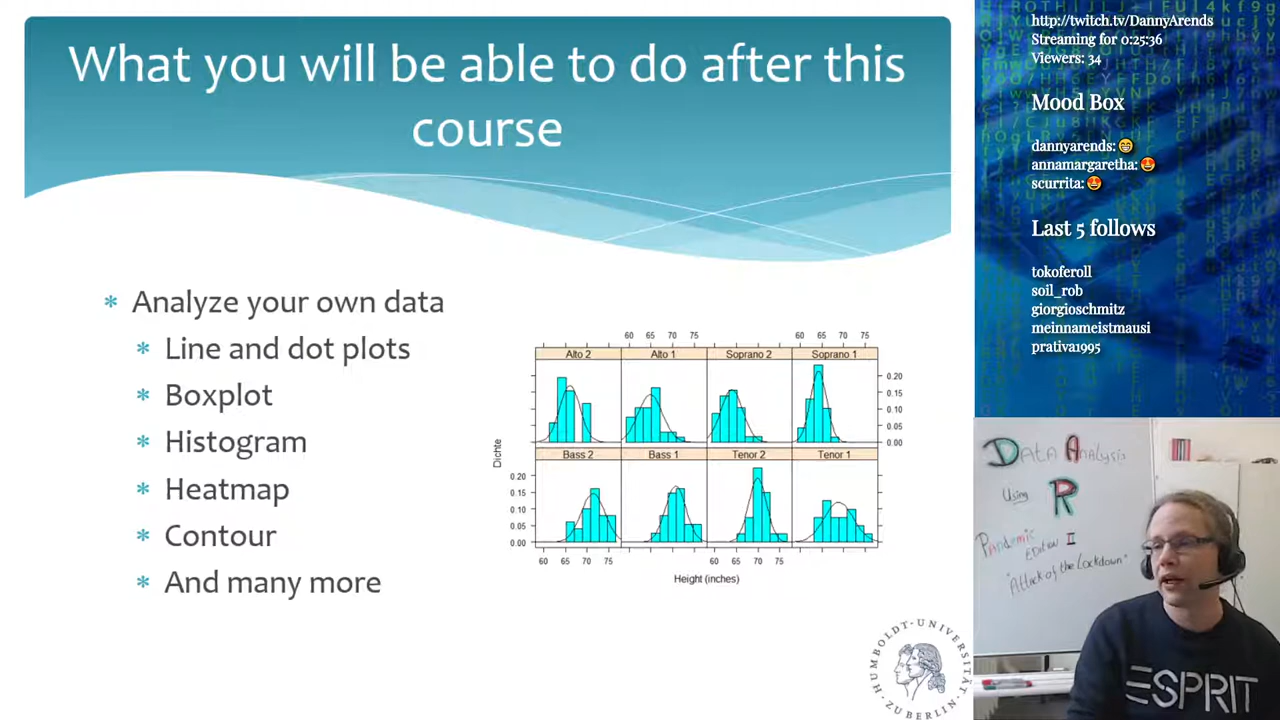 What you will be able to do after this
course
* Analyze your own data
* Line and dot plots
* Boxplot
* Histogram
* Heatmap
* Contour
* And many more
60 65 70 75
60 65 70 75
Alto 2
Alto 1
Soprano 2
Soprano 1
0.20
0.15
0.10
0.05
0.00
Dichte
Bass 2
Bass 1
Tenor 2
Tenor 1
0.20
0.15
0.10
0.05
0.00
60 65 70 75
60 65 70 75
Height (inches)
HUMBOLDT-UNIVERSITÄT
ZU BERLIN
http://twitch.tv/DannyArends
Streaming for 0:25:36
Viewers: 34
Mood Box
dannyarends: 😁
annamargaretha: 😍
scurrita: 🤩
Last 5 follows
tokoferoll
soil_rob
giorgioschmitz
meinnameistmausi
prativa1995
Data Analysis
Using R
Pandemic
Edition II
"Attack of the Lockdown"
ESPRIT